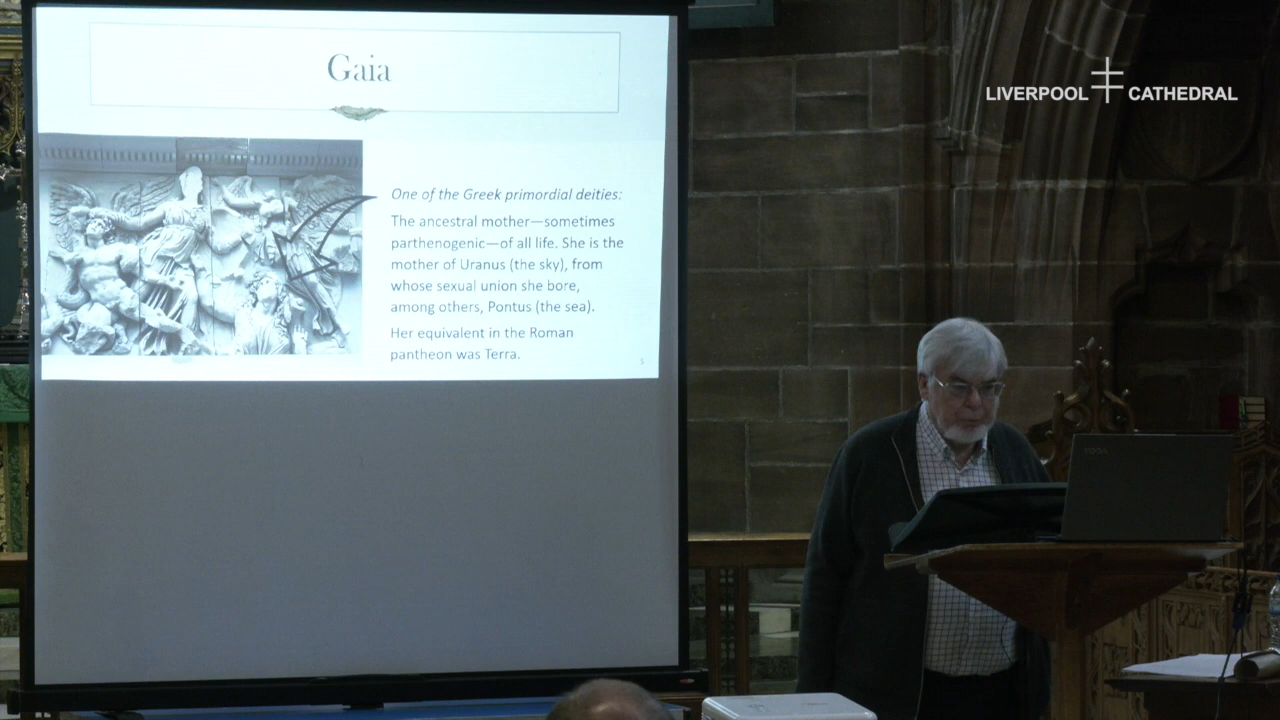 Gaia
LIVERPOOL CATHEDRAL
One of the Greek primordial deities:
The ancestral mother—sometimes
parthenogenic—of all life. She is the
mother of Uranus (the sky), from
whose sexual union she bore,
among others, Pontus (the sea).
Her equivalent in the Roman
pantheon was Terra.
5